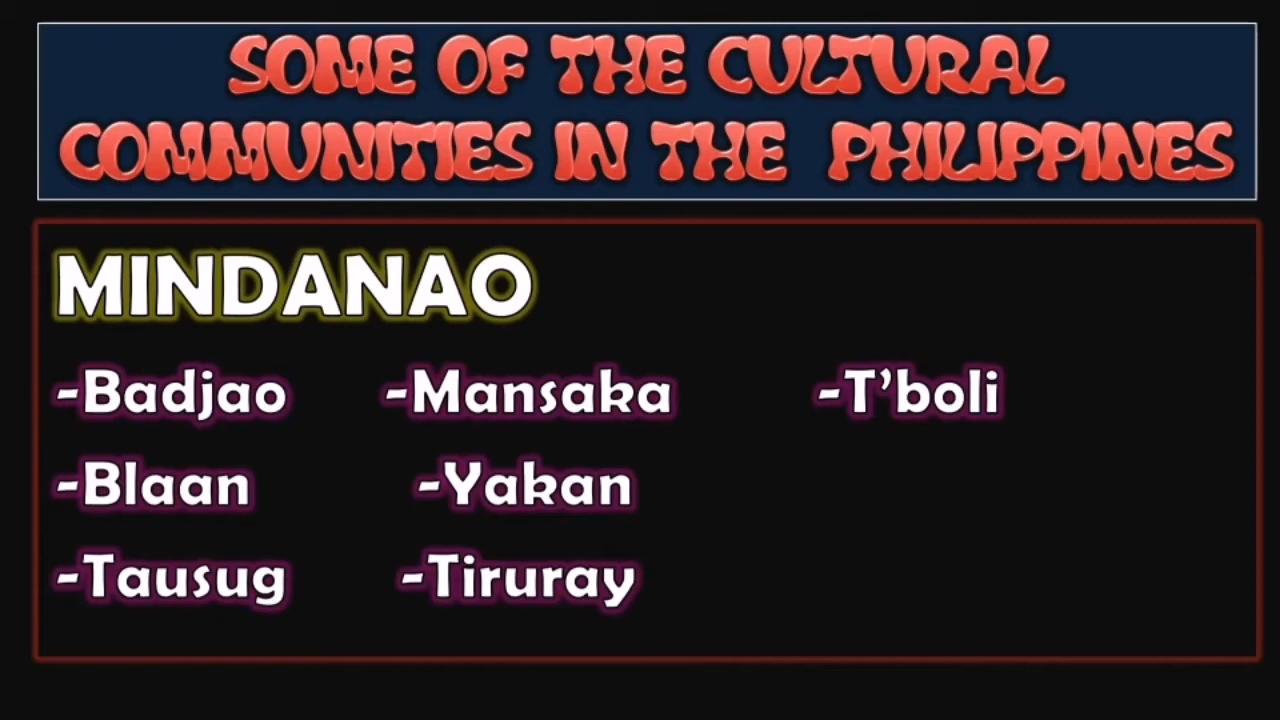 SOME OF THE CULTURAL
COMMUNITIES IN THE PHILIPPINES
MINDANAO
-Badjao -Mansaka -T’boli
-Blaan -Yakan
-Tausug -Tiruray